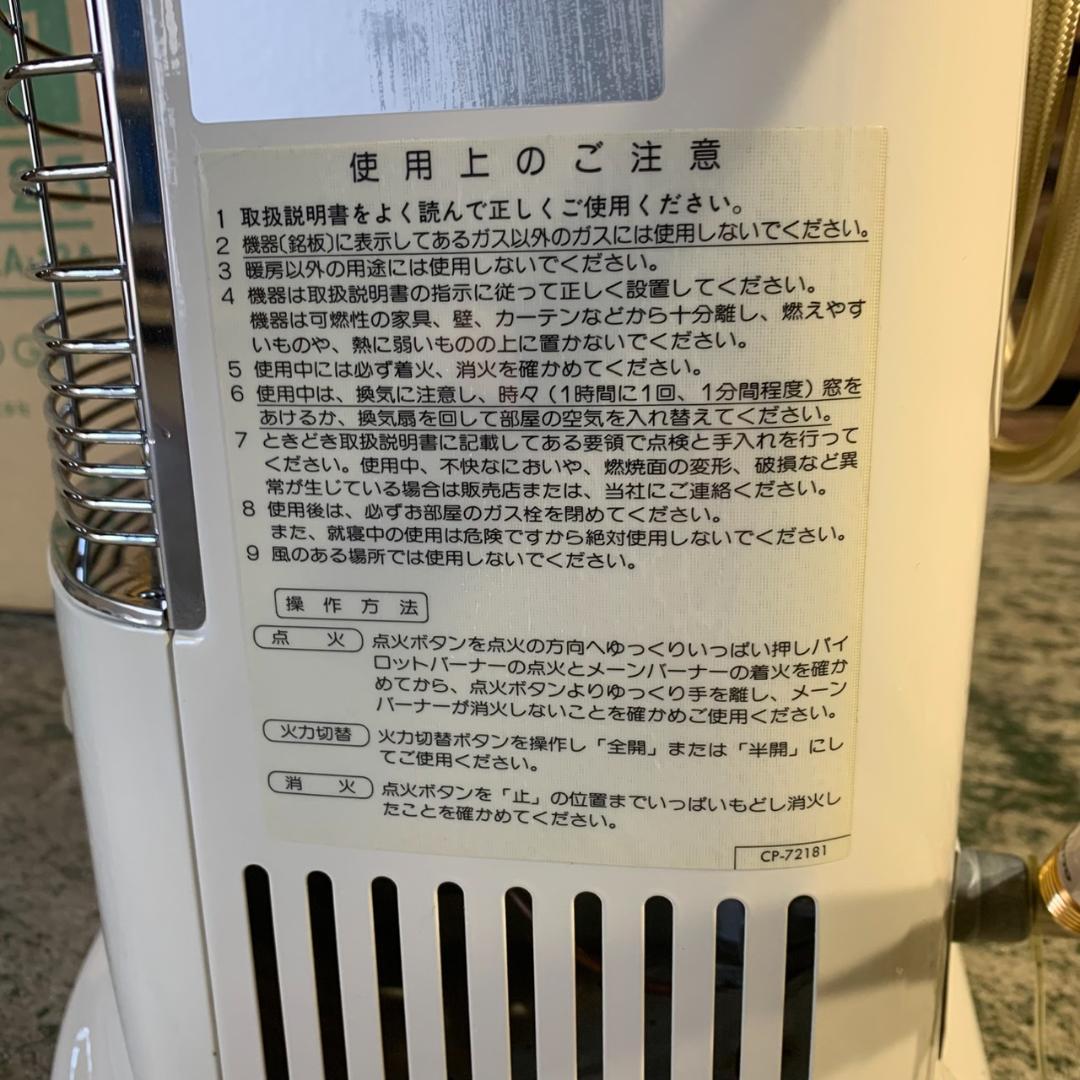 使用上のご注意
1 取扱説明書をよく読んで正しくご使用ください。
2 機器(銘板)に表示してあるガス以外のガスには使用しないでください。
3 暖房以外の用途には使用しないでください。
4 機器は取扱説明書の指示に従って正しく設置してください。
機器は可燃性の家具、壁、カーテンなどから十分離し、燃えやす
いものや、熱に弱いものの上に置かないでください。
5 使用中には必ず着火、消火を確かめてください。
6 使用中は、換気に注意し、時々(1時間に1回、1分間程度)窓を
あけるか、換気扇を回して部屋の空気を入れ替えてください。
7 ときどき取扱説明書に記載してある要領で点検と手入れを行って
ください。使用中、不快なにおいや、燃焼面の変形、破損など異
常が生じている場合は販売店または、当社にご連絡ください。
8 使用後は、必ずお部屋のガス栓を閉めてください。
また、就寝中の使用は危険ですから絶対使用しないでください。
9 風のある場所では使用しないでください。
操作方法
点火 点火ボタンを点火の方向へゆっくりいっぱい押しパイ
ロットバーナーの点火とメーンバーナーの着火を確か
めてから、点火ボタンよりゆっくり手を離し、メーン
バーナーが消火しないことを確かめご使用ください。
火力切替 火力切替ボタンを操作し「全開」または「半開」にし
てご使用ください。
消火 点火ボタンを「止」の位置までいっぱいもどし消火し
たことを確かめてください。
CP-72181